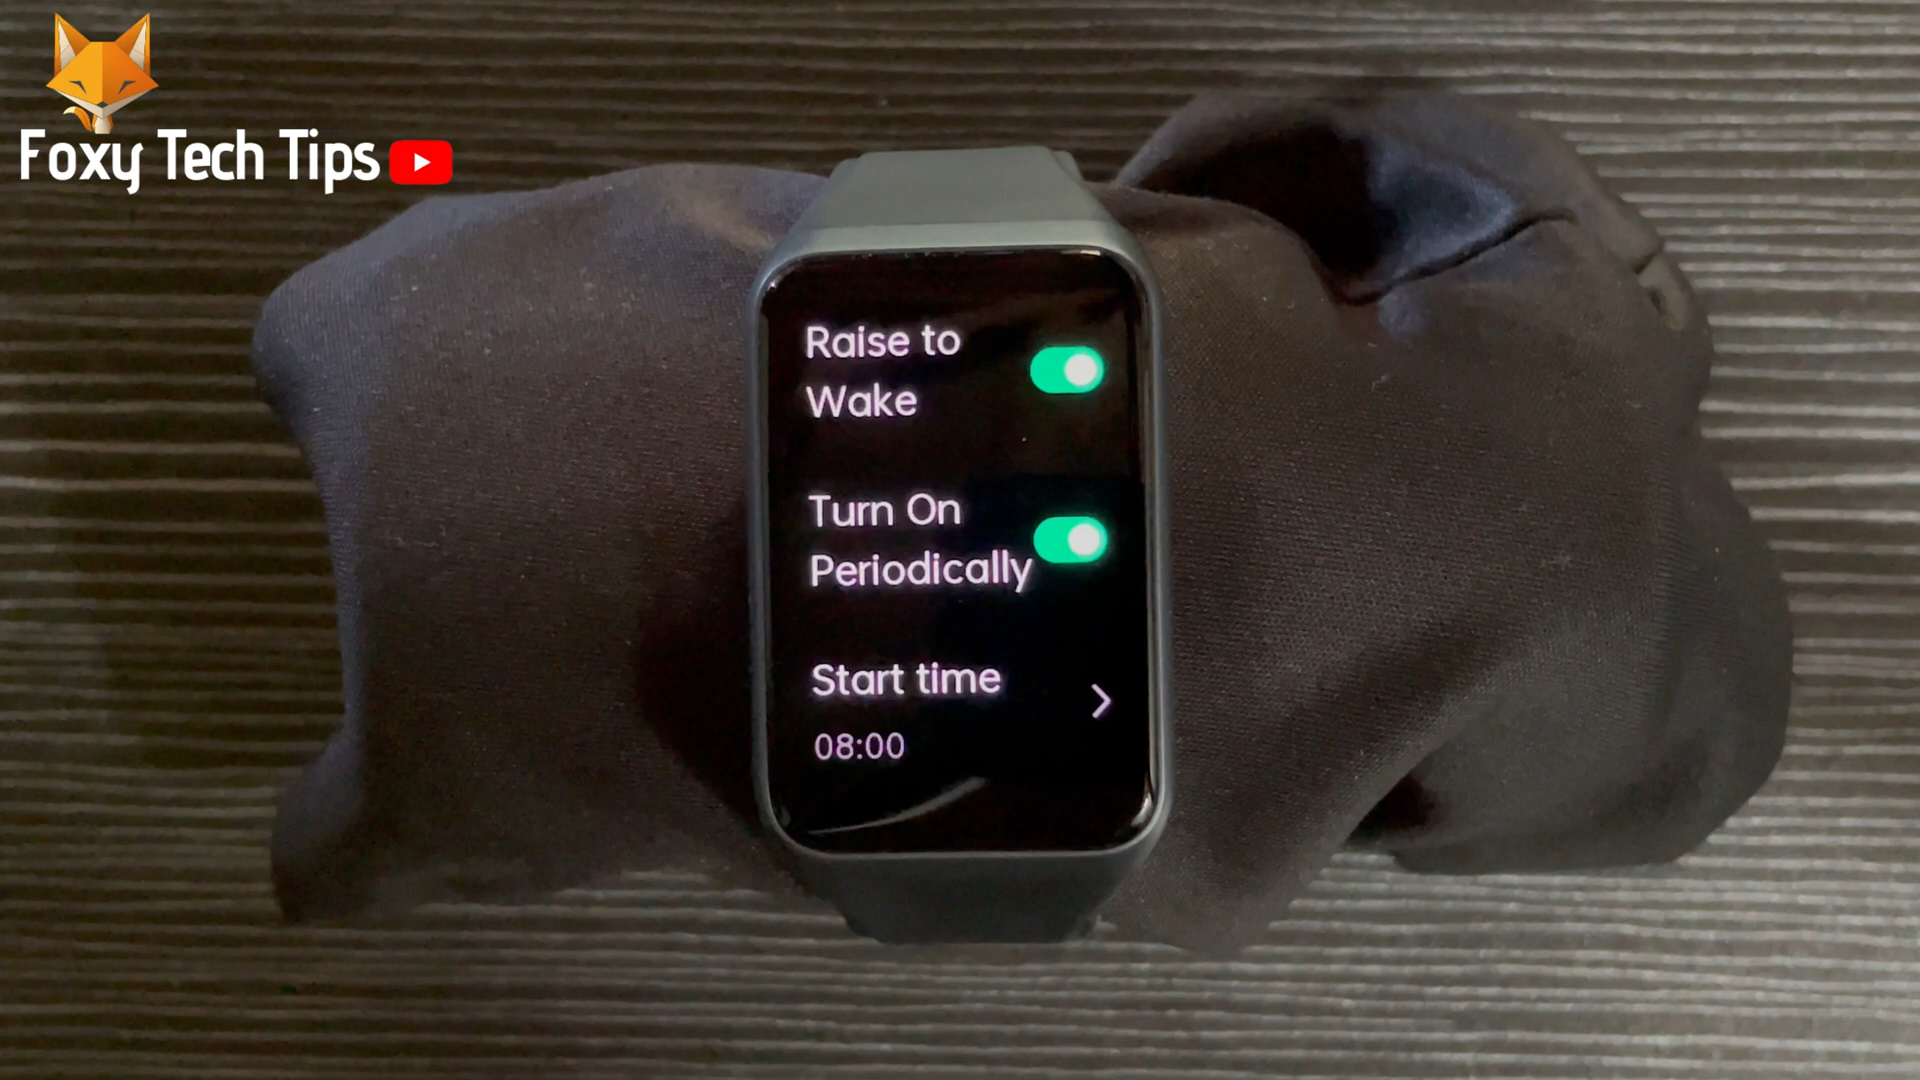 Foxy Tech Tips
Raise to
Wake
Turn On
Periodically
Start time
08:00